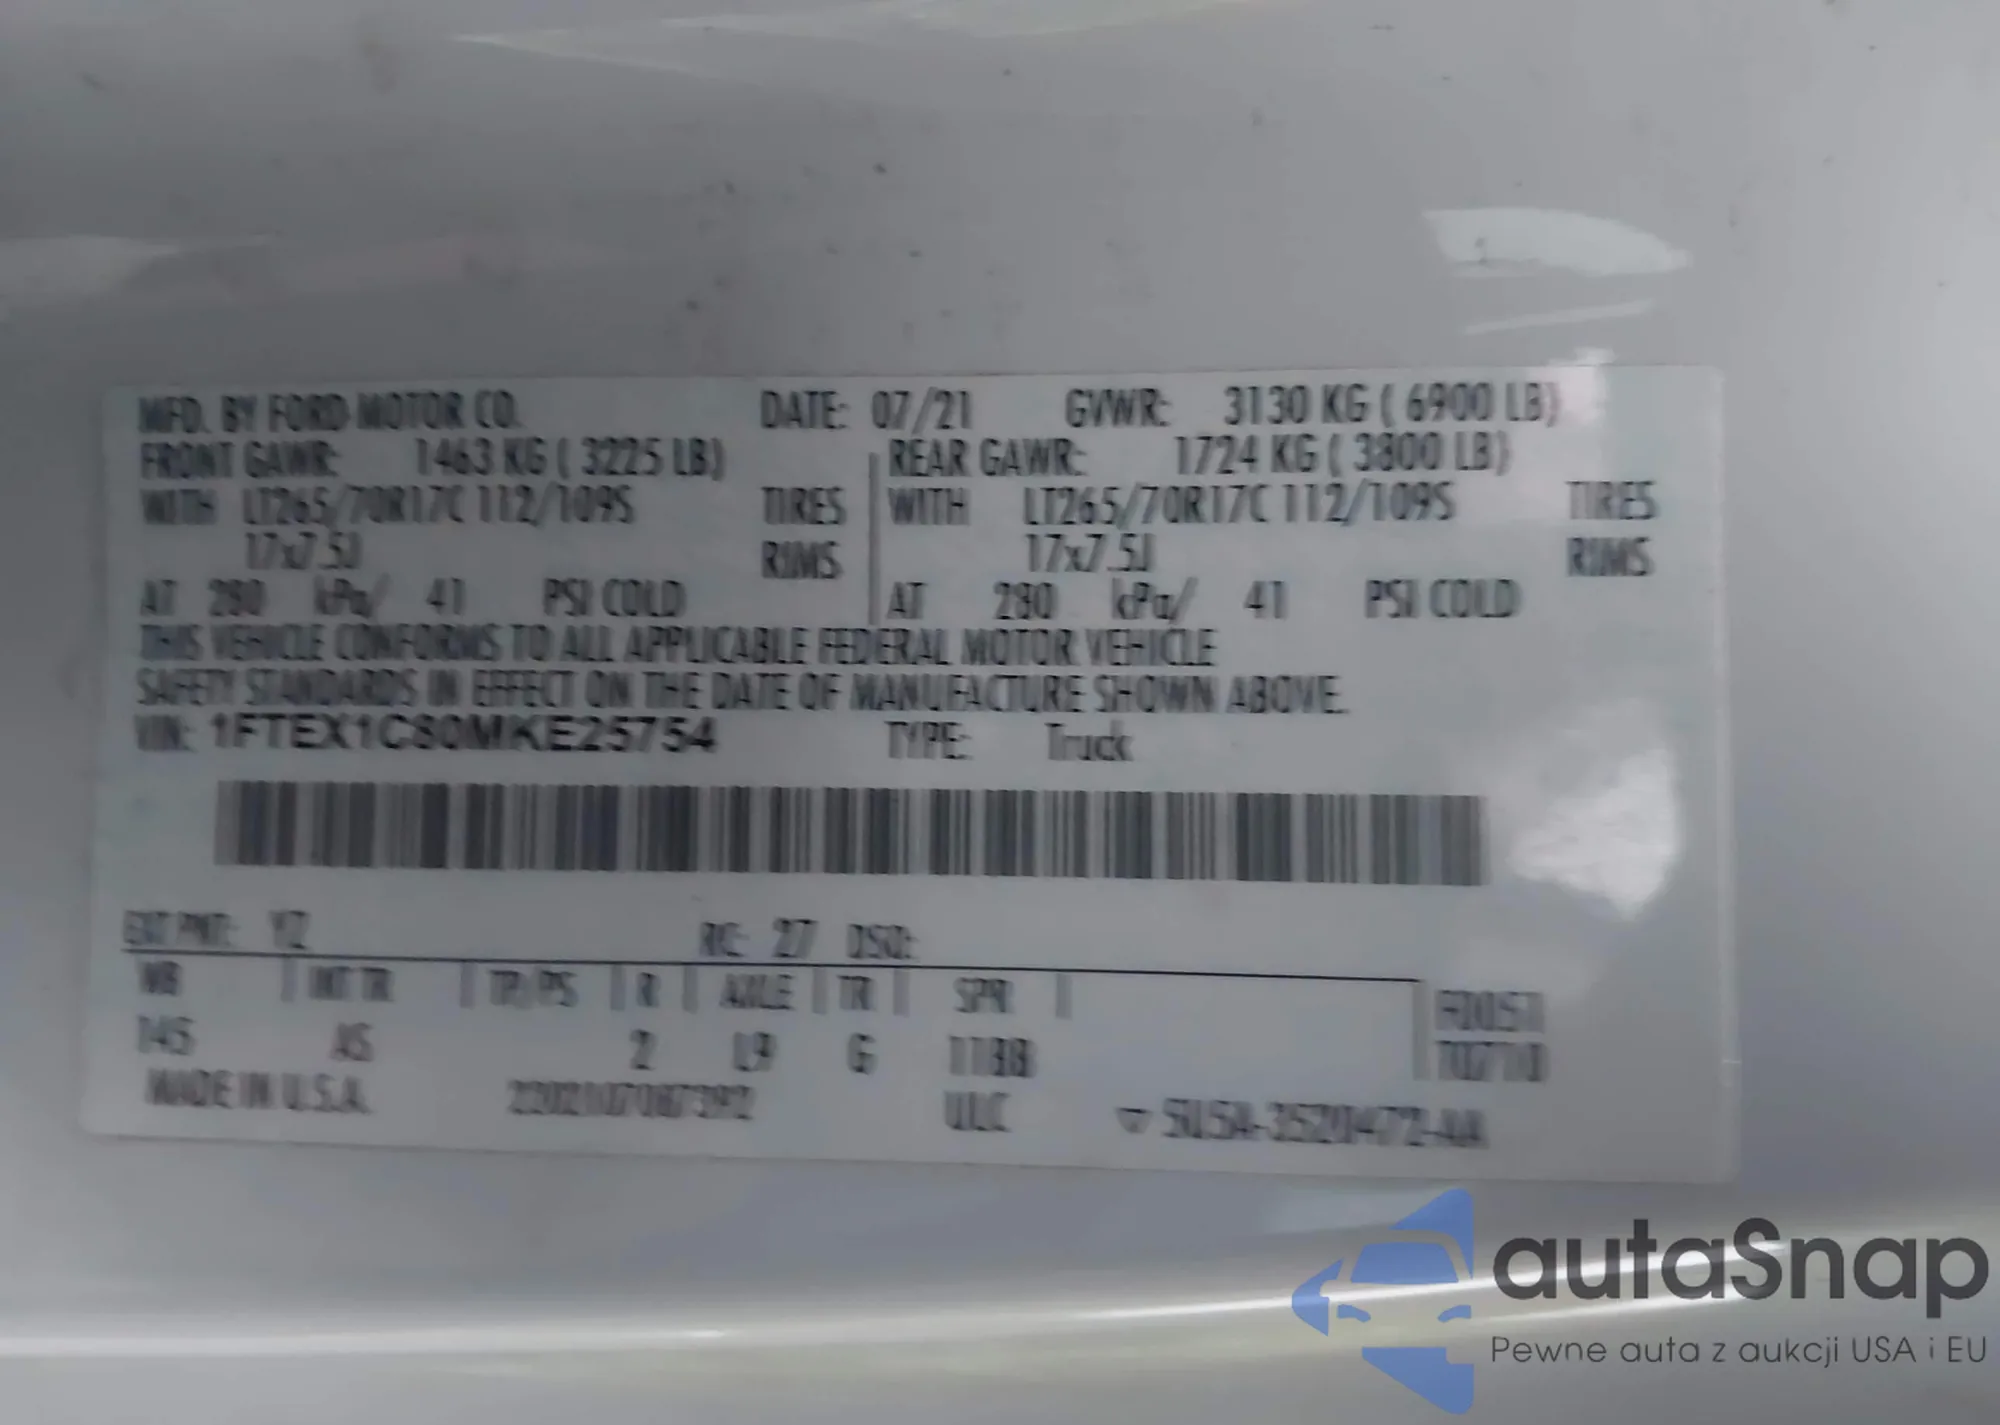 MFD. BY FORD MOTOR CO. DATE: 07/21 GVWR: 3130 KG ( 6900 LB)
FRONT GAWR: 1463 KG ( 3225 LB) REAR GAWR: 1724 KG ( 3800 LB)
WITH LT265/70R17C 112/109S TIRES WITH LT265/70R17C 112/109S TIRES
17x7.5J RIMS 17x7.5J RIMS
AT 280 kPa/ 41 PSI COLD AT 280 kPa/ 41 PSI COLD
THIS VEHICLE CONFORMS TO ALL APPLICABLE FEDERAL MOTOR VEHICLE
SAFETY STANDARDS IN EFFECT ON THE DATE OF MANUFACTURE SHOWN ABOVE.
VIN: 1FTEX1C80MKE25754 TYPE: Truck
EXT PNT: YZ RC: 27 DSO:
WB INT TR TP/PS R AXLE TR SPR
145 AS 2 L9 G
MADE IN U.S.A. ULC
autaSnap
Pewne auta z aukcji USA i EU